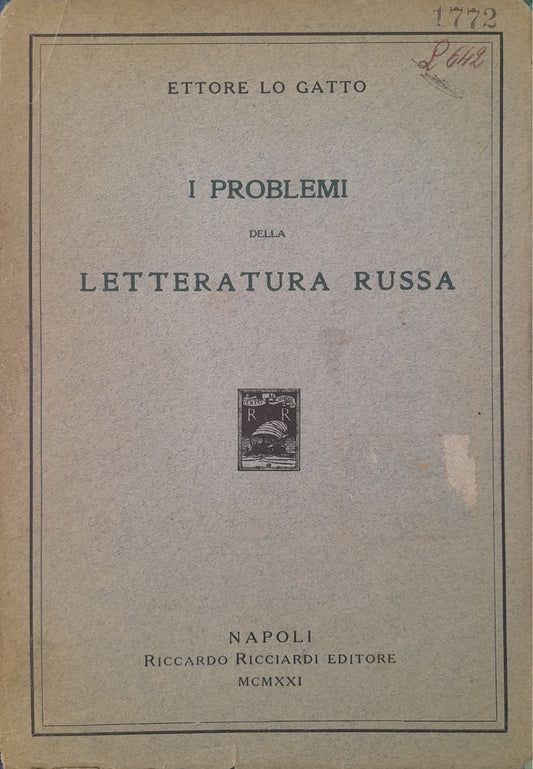 1772
L 642
ETTORE LO GATTO
I PROBLEMI
DELLA
LETTERATURA RUSSA
R R
NAPOLI
RICCARDO RICCIARDI EDITORE
MCMXXI